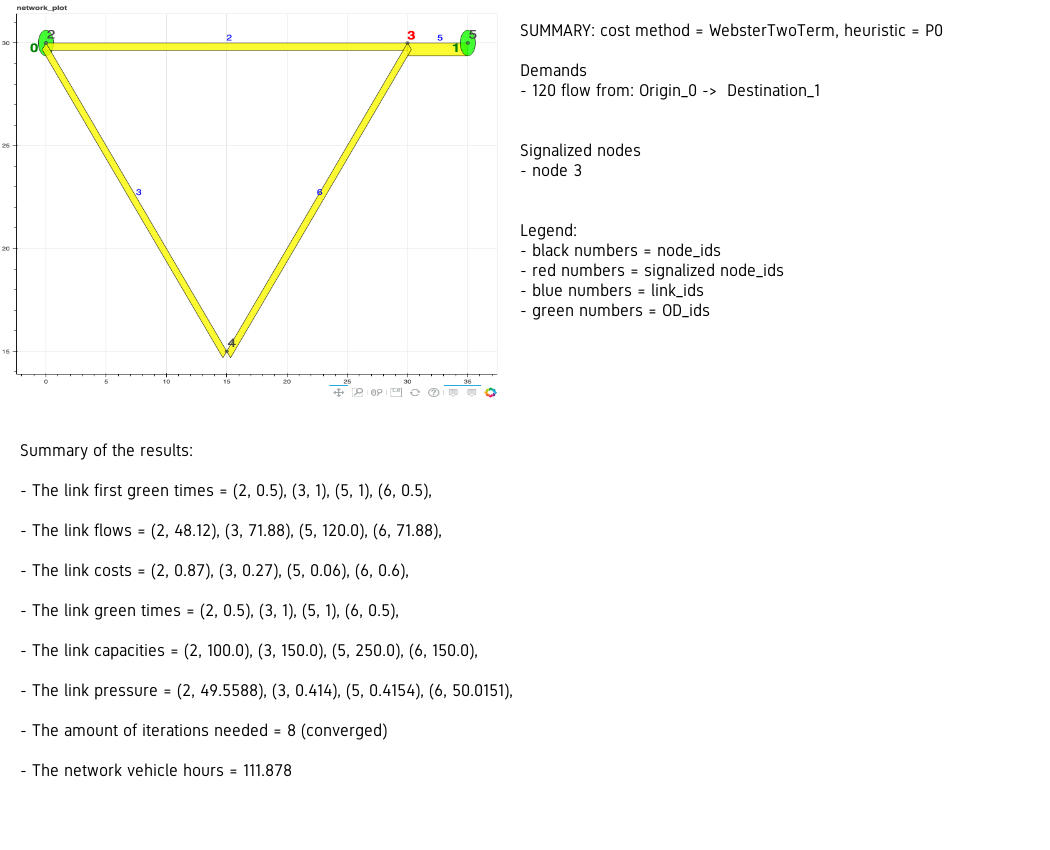 network_plot
2
5
0
2
3
1
5
30
25
3
6
20
4
15
0
5
10
15
20
25
30
35
SUMMARY: cost method = WebsterTwoTerm, heuristic = P0
Demands
- 120 flow from: Origin_0 -> Destination_1
Signalized nodes
- node 3
Legend:
- black numbers = node_ids
- red numbers = signalized node_ids
- blue numbers = link_ids
- green numbers = OD_ids
Summary of the results:
- The link first green times = (2, 0.5), (3, 1), (5, 1), (6, 0.5),
- The link flows = (2, 48.12), (3, 71.88), (5, 120.0), (6, 71.88),
- The link costs = (2, 0.87), (3, 0.27), (5, 0.06), (6, 0.6),
- The link green times = (2, 0.5), (3, 1), (5, 1), (6, 0.5),
- The link capacities = (2, 100.0), (3, 150.0), (5, 250.0), (6, 150.0),
- The link pressure = (2, 49.5588), (3, 0.414), (5, 0.4154), (6, 50.0151),
- The amount of iterations needed = 8 (converged)
- The network vehicle hours = 111.878